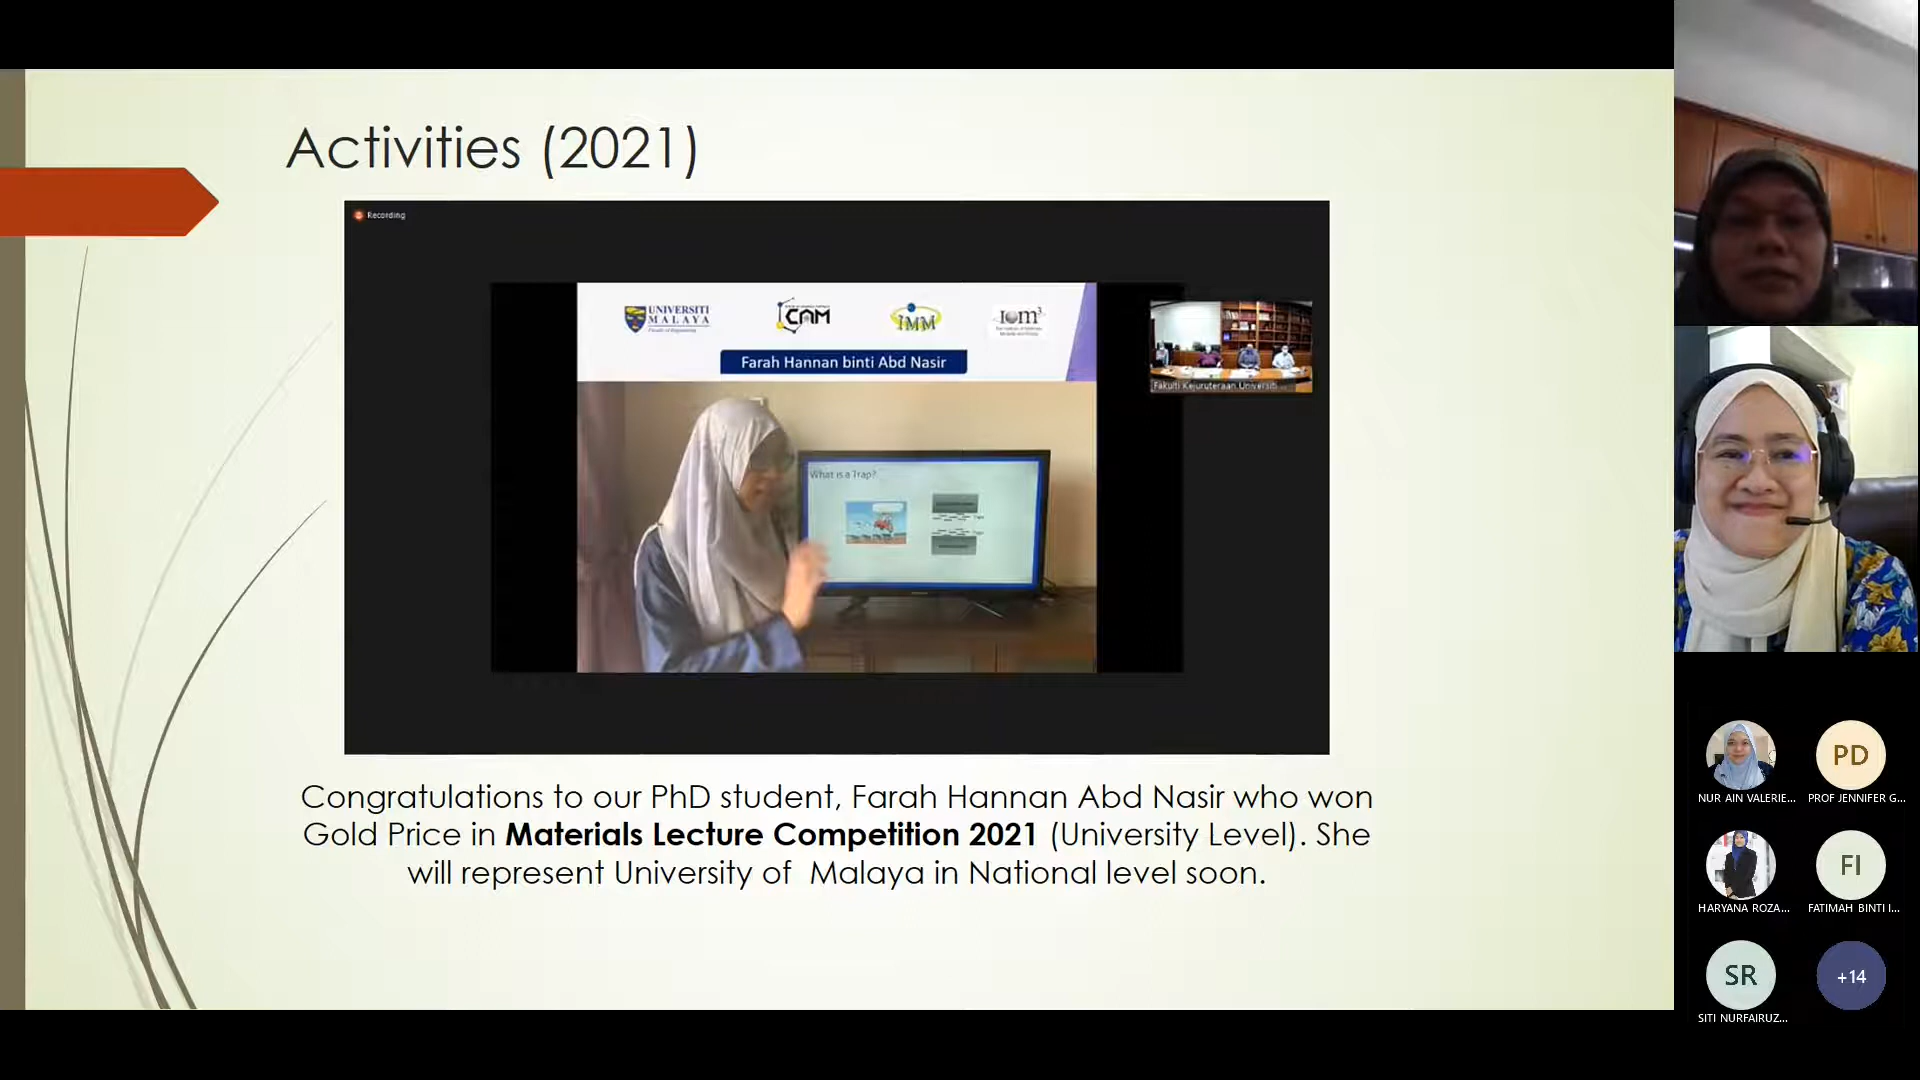 Activities (2021)
Recording
UNIVERSITI
MALAYA
Faculty of Engineering
CAM
IMM
IOM3
Farah Hannan binti Abd Nasir
Fakulti Kejuruteraan Universiti ...
What is a Trap?
Congratulations to our PhD student, Farah Hannan Abd Nasir who won
Gold Price in Materials Lecture Competition 2021 (University Level). She
will represent University of Malaya in National level soon.
PD
NUR AIN VALERIE...
PROF JENNIFER G...
FI
HARYANA ROZA...
FATIMAH BINTI I...
SR
+14
SITI NURFAIRUZ...